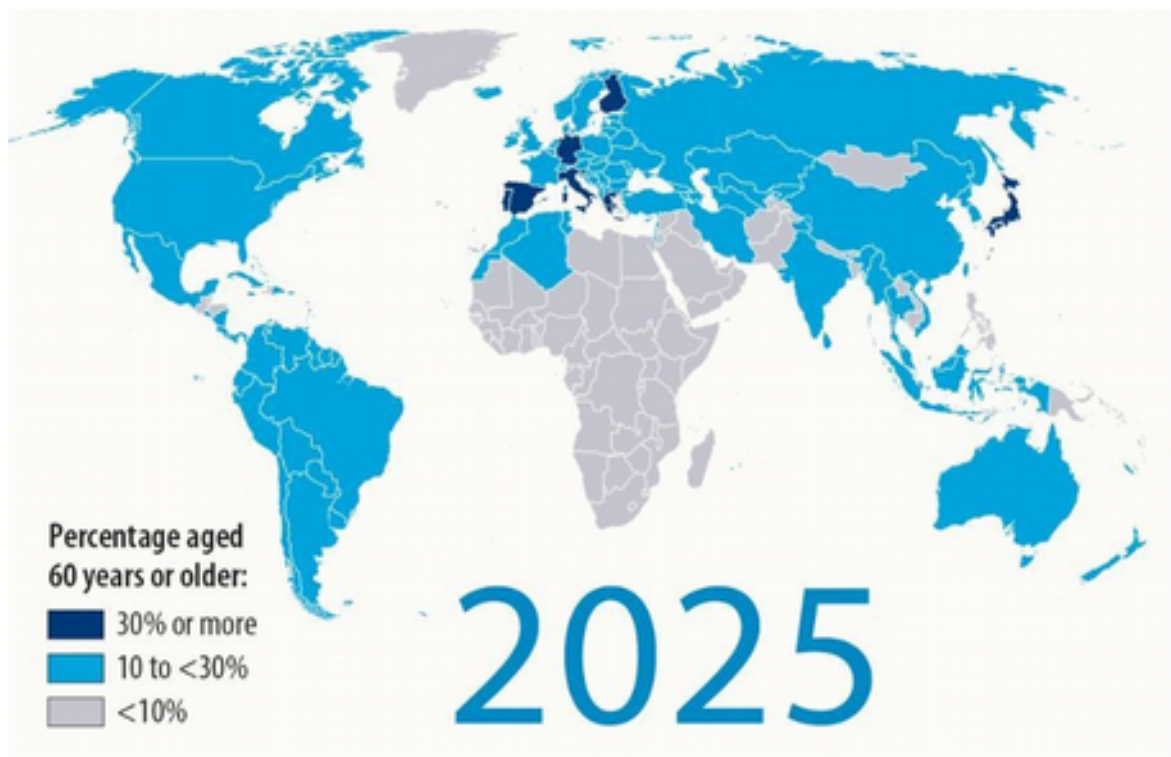 Percentage aged
60 years or older:
30% or more
10 to <30%
<10%
2025